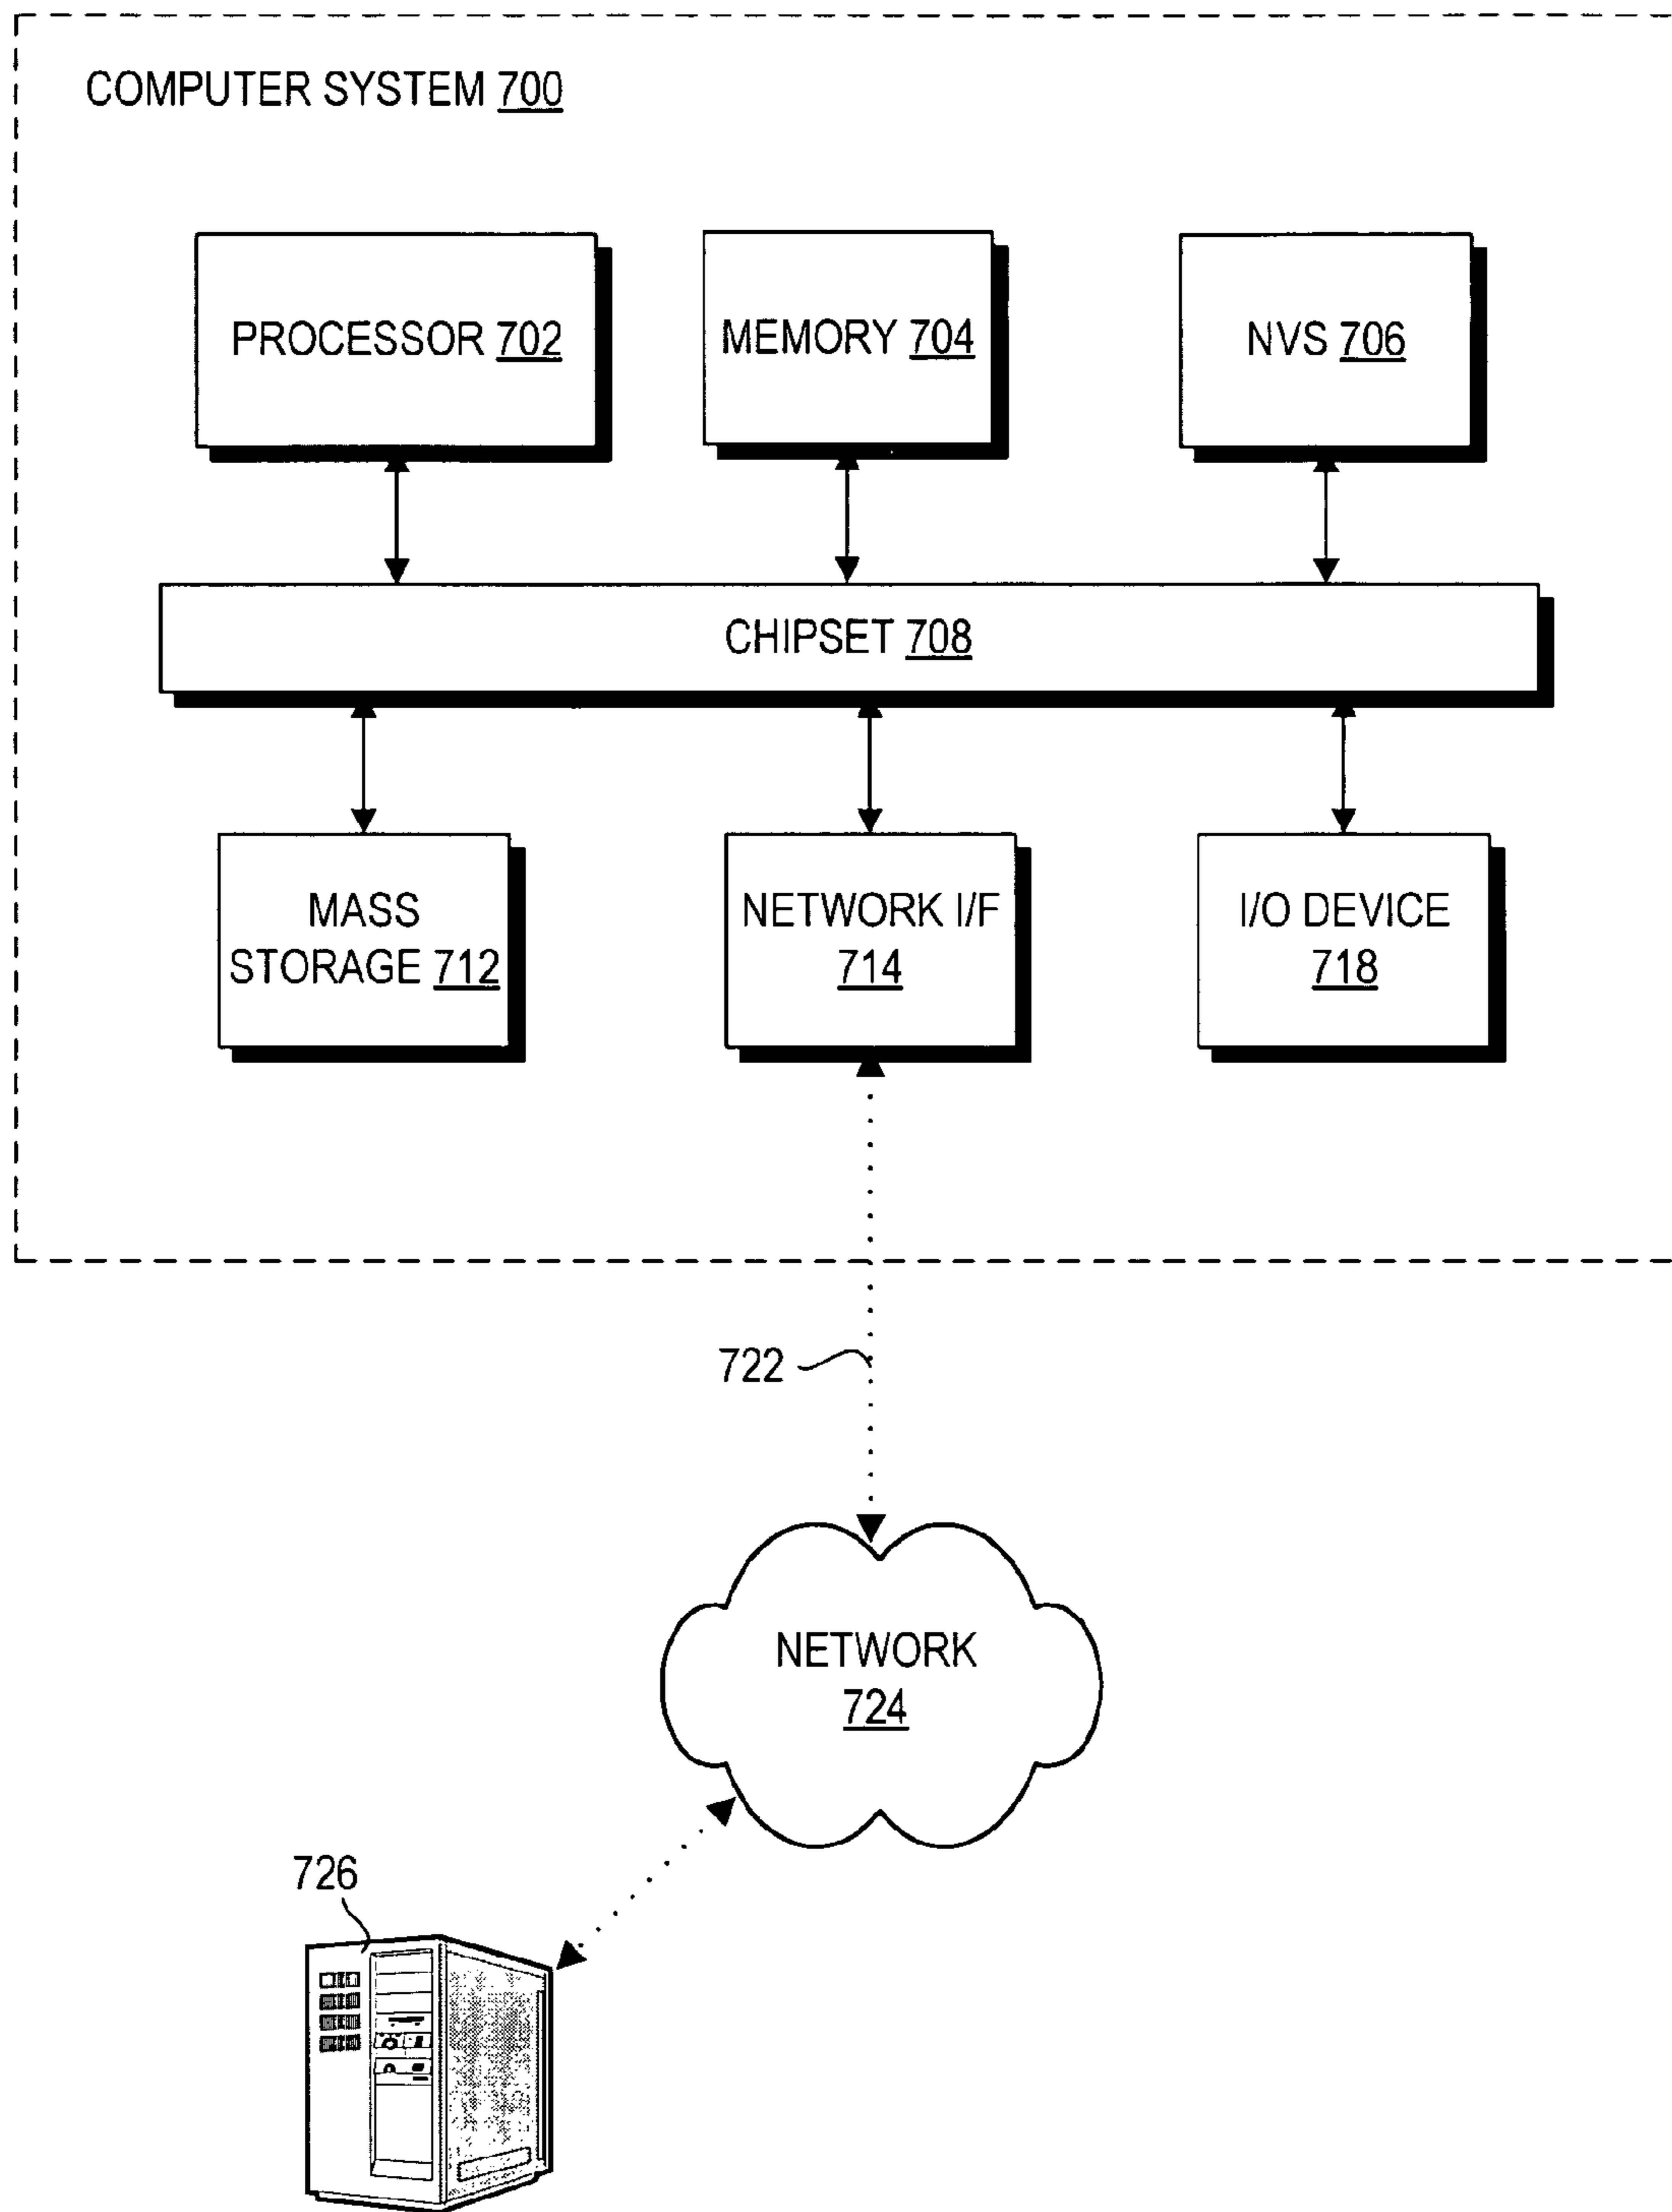 COMPUTER SYSTEM 700
PROCESSOR 702
MEMORY 704
NVS 706
CHIPSET 708
MASS
STORAGE 712
NETWORK I/F
714
I/O DEVICE
718
722
NETWORK
724
726